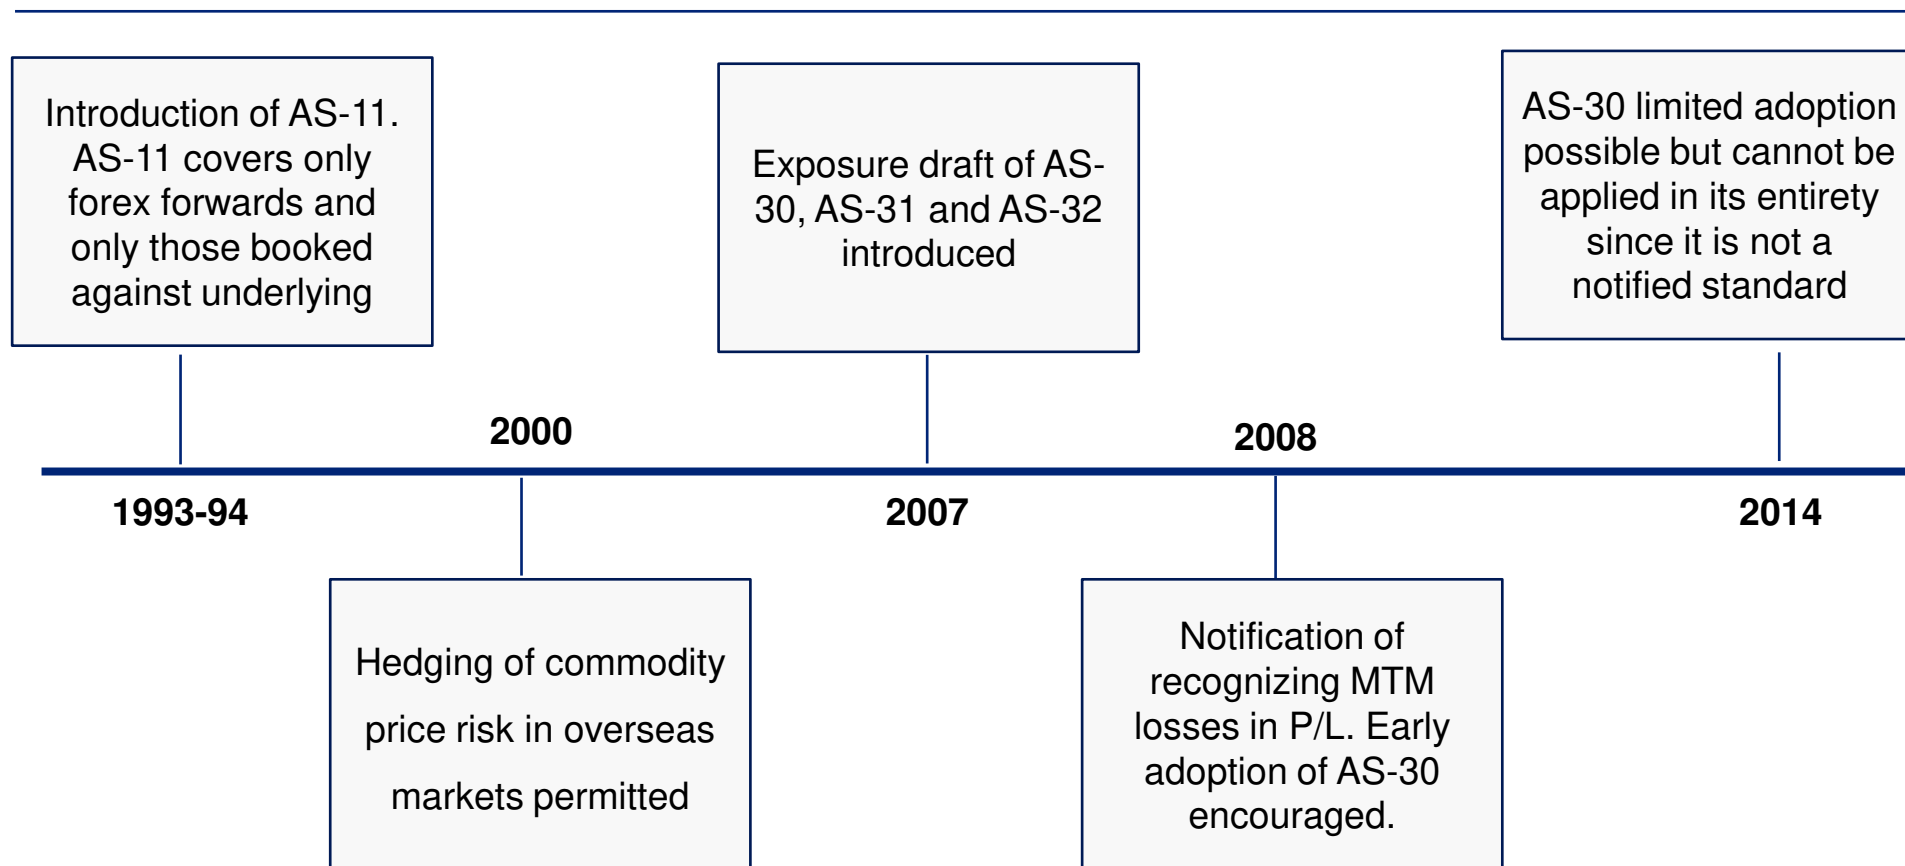 Introduction of AS-11.
AS-11 covers only
forex forwards and
only those booked
against underlying
Exposure draft of AS-
30, AS-31 and AS-32
introduced
AS-30 limited adoption
possible but cannot be
applied in its entirety
since it is not a
notified standard
2000
2008
1993-94
2007
2014
Hedging of commodity
price risk in overseas
markets permitted
Notification of
recognizing MTM
losses in P/L. Early
adoption of AS-30
encouraged.